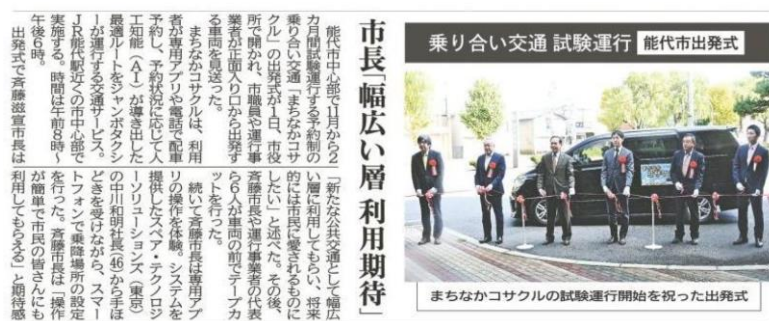 乗り合い交通 試験運行 能代市出発式
市長「幅広い層 利用期待」
能代市中心部で11月から2
カ月間試験運行する予約制の
乗り合い交通「まちなかコサ
クル」の出発式が1日、市役
所で開かれ、市職員や運行事
業者が正面入り口から出発す
る車両を見送った。
まちなかコサクルは、利用
者が専用アプリや電話で配車
予約し、予約状況に応じて人
工知能(AI)が導き出した
最適ルートをジャンボタクシ
ーが運行する交通サービス。
JR能代駅近くの市中心部で
実施する。時間は午前8時〜
午後6時。
出発式で斉藤滋宣市長は
「新たな公共交通として幅広
い層に利用してもらい、将来
的には市民に愛されるものに
したい」と述べた。その後、
斉藤市長や運行事業者の代表
ら6人が車両の前でテープカ
ットを行った。
続いて斉藤市長は専用アプ
リの操作を体験。システムを
提供したスペア・テクノロジ
ーソリューションズ(東京)
の中川和明社長(46)から手ほ
どきを受けながら、スマー
トフォンで乗降場所の設定
を行った。斉藤市長は「操作
が簡単で市民の皆さんにも
利用してもらえる」と期待感
まちなかコサクルの試験運行開始を祝った出発式